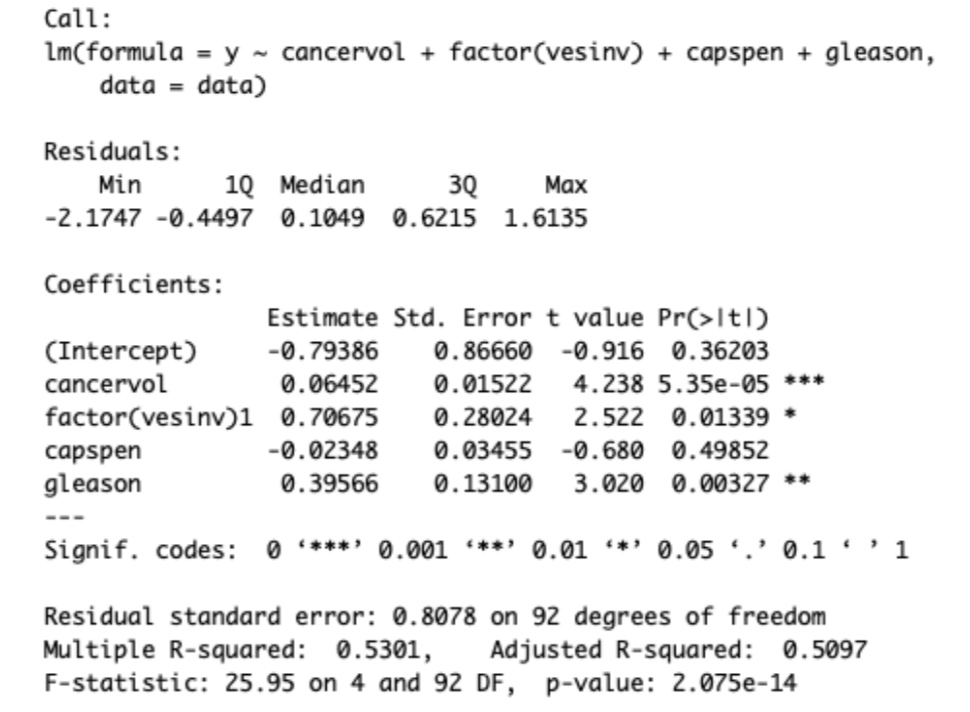 Call:
lm(formula = y ~ cancervol + factor(vesinv) + capspen + gleason,
    data = data)
Residuals:
    Min      1Q  Median      3Q     Max
-2.1747 -0.4497  0.1049  0.6215  1.6135
Coefficients:
                Estimate Std. Error t value Pr(>|t|)
(Intercept)     -0.79386    0.86660  -0.916  0.36203
cancervol        0.06452    0.01522   4.238 5.35e-05 ***
factor(vesinv)1  0.70675    0.28024   2.522  0.01339 *
capspen         -0.02348    0.03455  -0.680  0.49852
gleason          0.39566    0.13100   3.020  0.00327 **
---
Signif. codes:  0 ‘***’ 0.001 ‘**’ 0.01 ‘*’ 0.05 ‘.’ 0.1 ‘ ’ 1
Residual standard error: 0.8078 on 92 degrees of freedom
Multiple R-squared:  0.5301,    Adjusted R-squared:  0.5097
F-statistic: 25.95 on 4 and 92 DF,  p-value: 2.075e-14